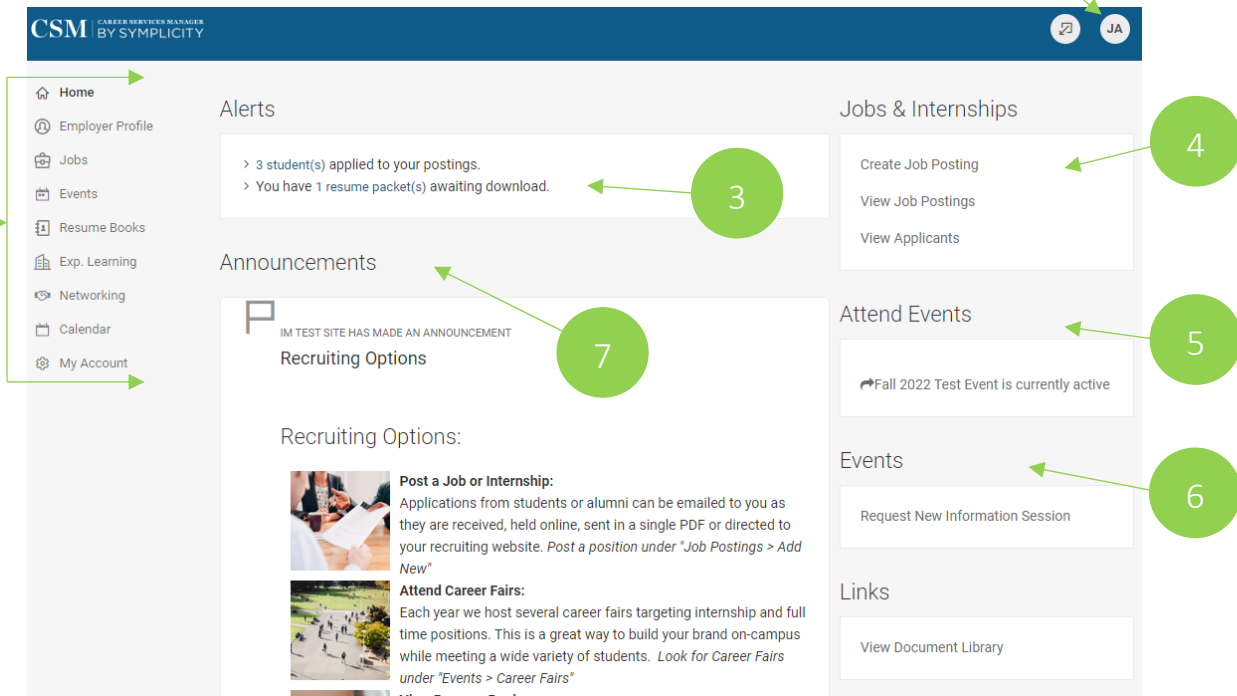 CSM CAREER SERVICES MANAGER
BY SYMPLICITY
JA
Home
Employer Profile
Jobs
Events
Resume Books
Exp. Learning
Networking
Calendar
My Account
Alerts
> 3 student(s) applied to your postings.
> You have 1 resume packet(s) awaiting download.
3
Announcements
7
IM TEST SITE HAS MADE AN ANNOUNCEMENT
Recruiting Options
Recruiting Options:
Post a Job or Internship:
Applications from students or alumni can be emailed to you as
they are received, held online, sent in a single PDF or directed to
your recruiting website. Post a position under "Job Postings > Add
New"
Attend Career Fairs:
Each year we host several career fairs targeting internship and full
time positions. This is a great way to build your brand on-campus
while meeting a wide variety of students. Look for Career Fairs
under "Events > Career Fairs"
Jobs & Internships
4
Create Job Posting
View Job Postings
View Applicants
Attend Events
5
Fall 2022 Test Event is currently active
Events
6
Request New Information Session
Links
View Document Library